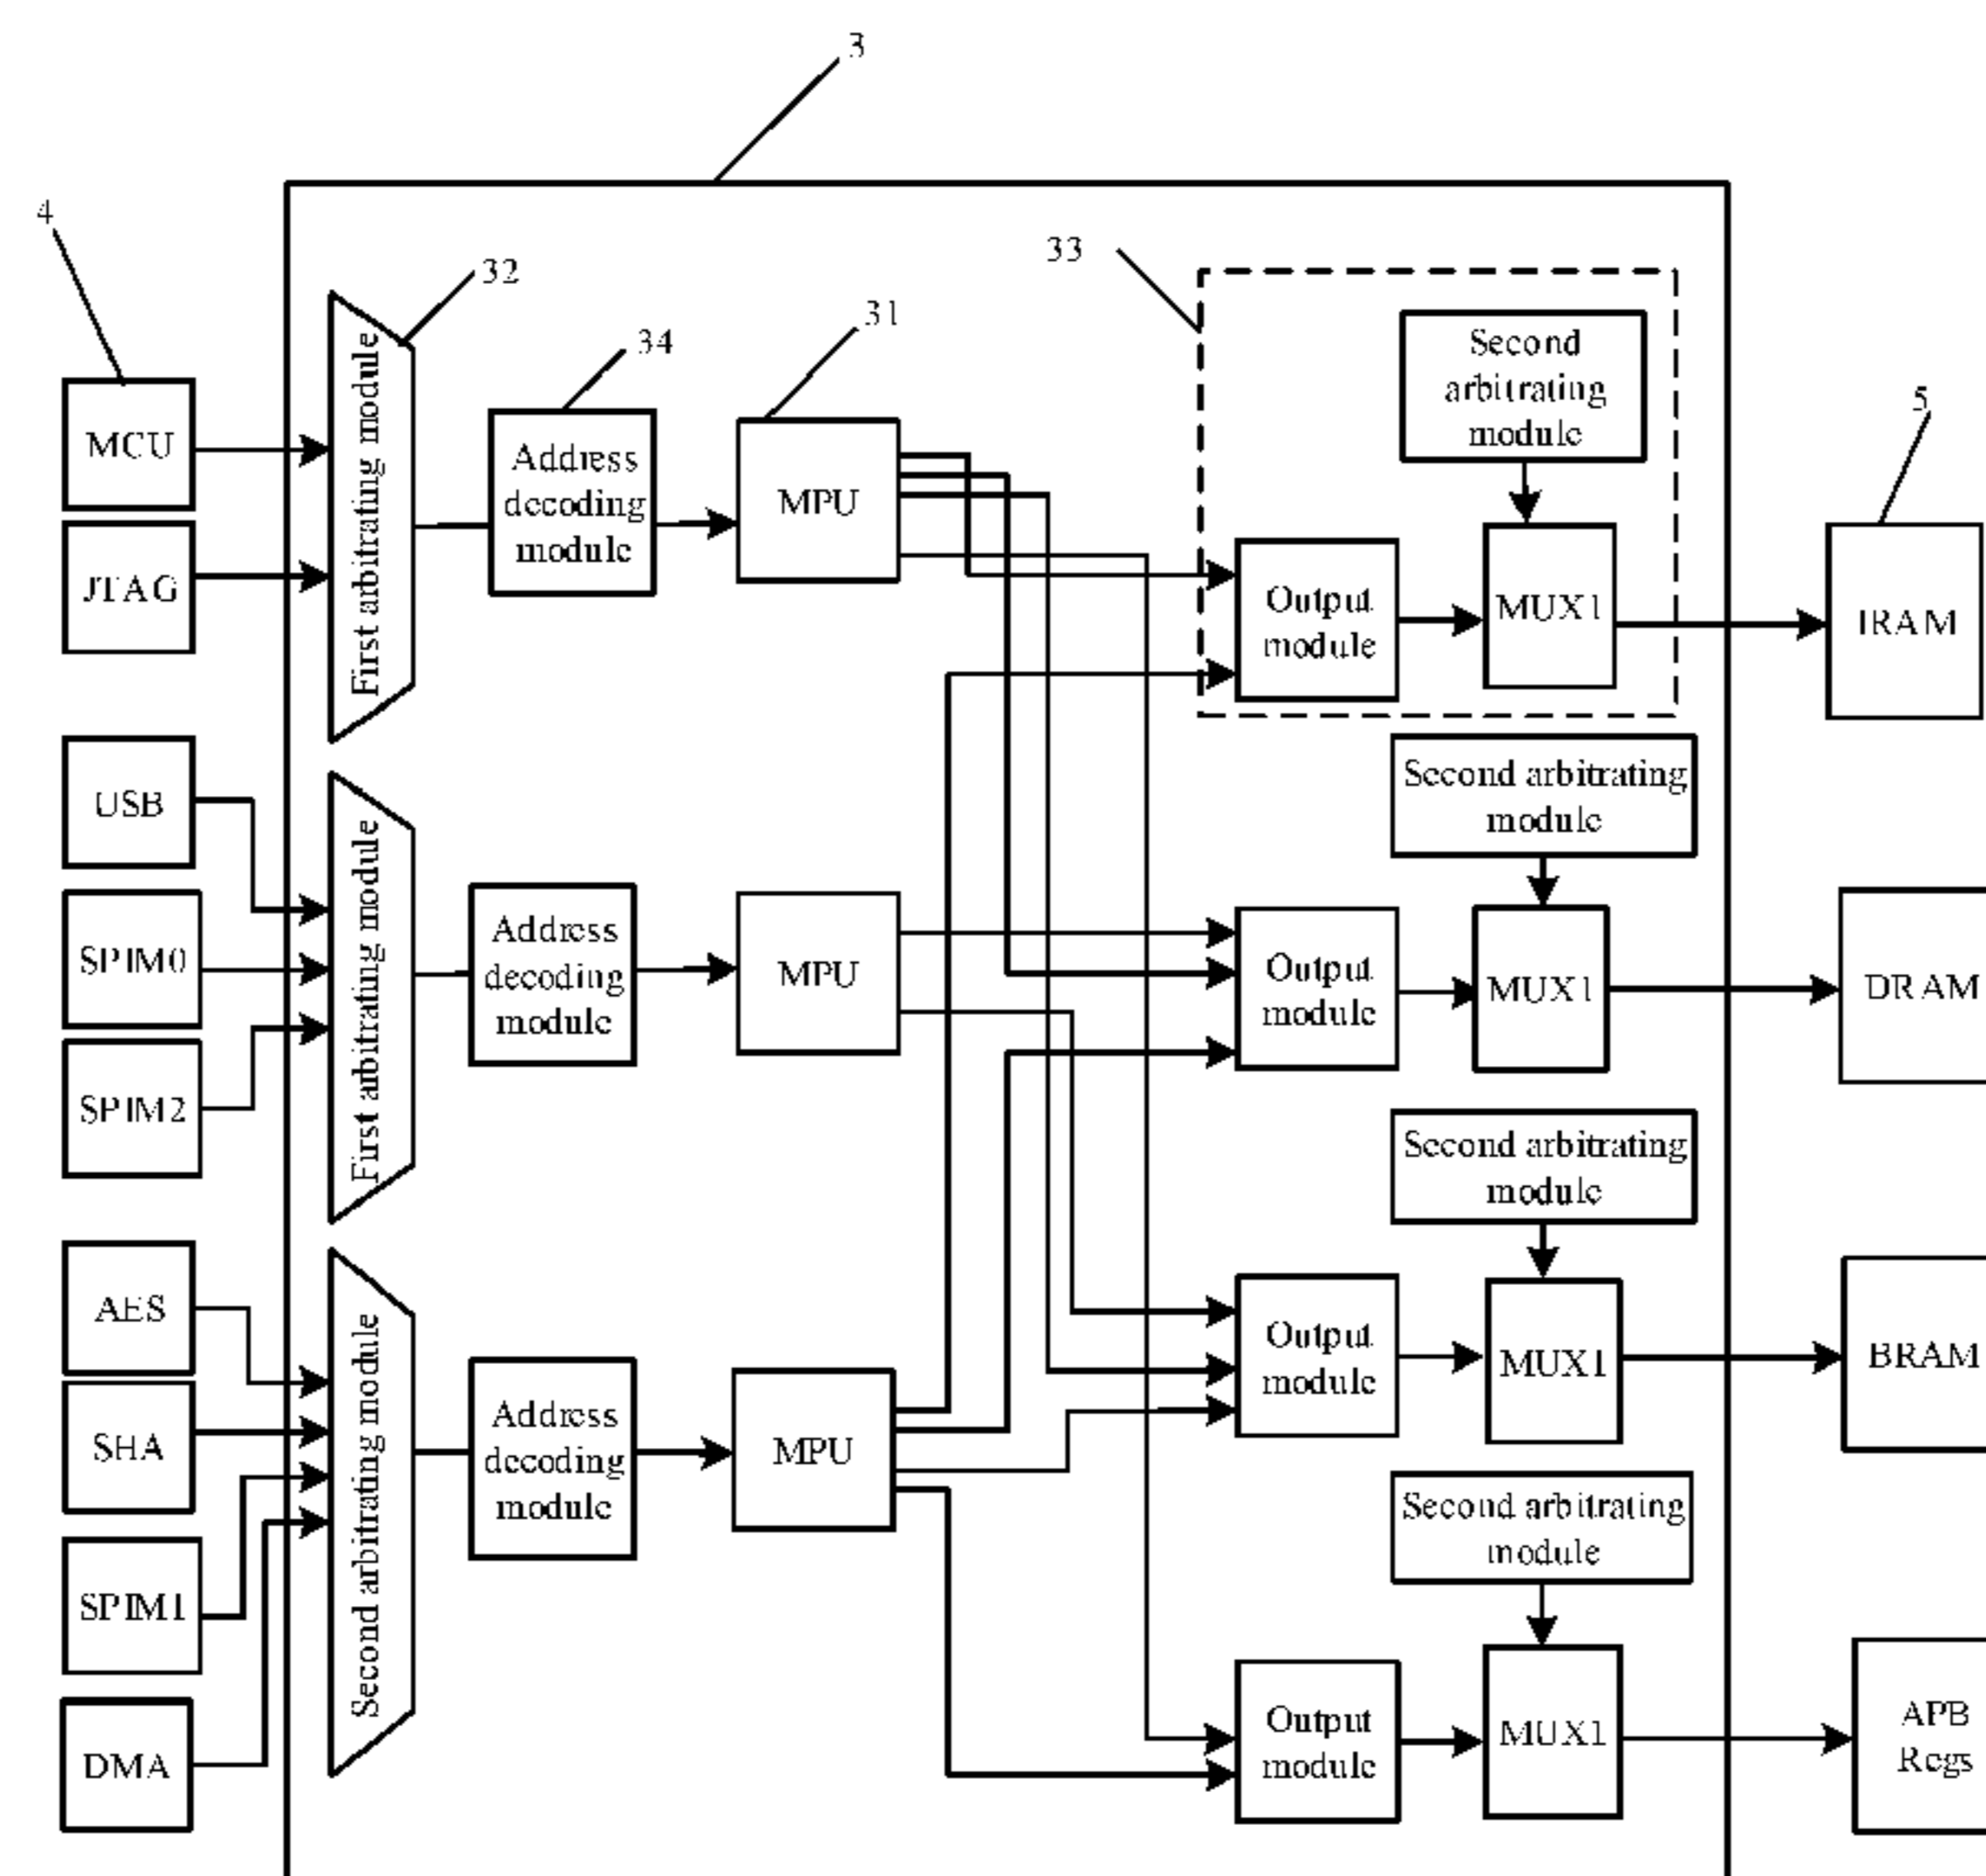 3
4
32
33
31
34
Second
arbitrating
module
5
First arbitrating module
MCU
Address
decoding
module
MPU
JTAG
Output
module
MUX1
IRAM
USB
Second arbitrating
module
First arbitrating module
SPIM0
Address
decoding
module
MPU
Output
module
MUX1
DRAM
SPIM2
Second arbitrating
module
AES
Second arbitrating module
Address
decoding
module
MPU
Output
module
MUX1
BRAM
SHA
Second arbitrating
module
SPIM1
DMA
Output
module
MUX1
APB
Regs